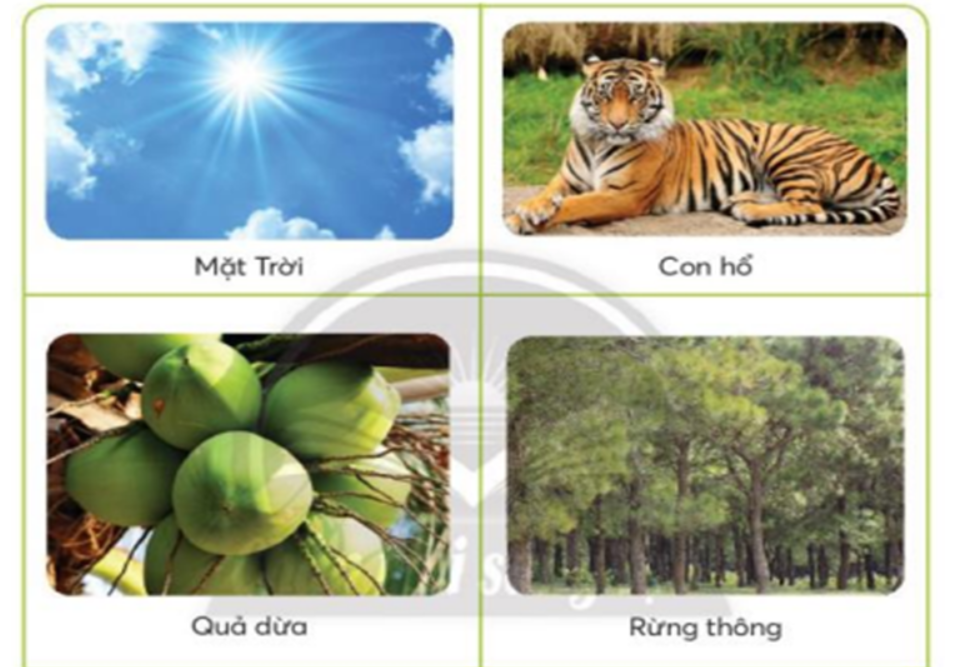 Mặt Trời
Con hổ
Quả dừa
Rừng thông